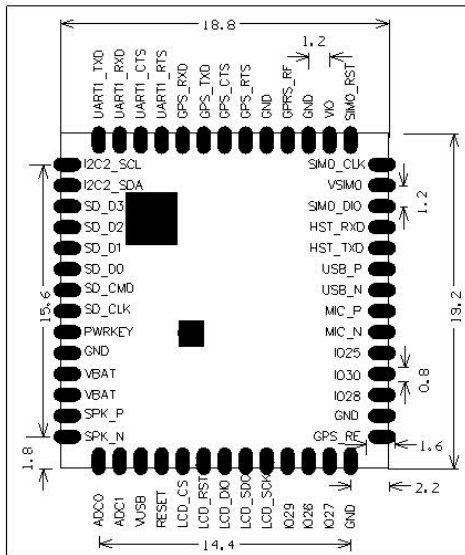 18.8
1.2
UART1_TXD
UART1_RXD
UART1_CTS
UART1_RTS
GPS_RXD
GPS_TXD
GPS_CTS
GPS_RTS
GND
GPRS_RF
GND
VIO
SIM0_RST
I2C2_SCL
I2C2_SDA
SD_D3
SD_D2
SD_D1
SD_D0
SD_CMD
SD_CLK
PWRKEY
GND
VBAT
VBAT
SPK_P
SPK_N
SIM0_CLK
VSIM0
SIM0_DIO
HST_RXD
HST_TXD
USB_P
USB_N
MIC_P
MIC_N
IO25
IO30
IO28
GND
GPS_RF
15.6
1.8
1.2
19.2
0.8
1.6
2.2
ADC0
ADC1
VUSB
RESET
LCD_CS
LCD_RST
LCD_DIO
LCD_SDC
LCD_SCK
IO29
IO26
IO27
GND
14.4